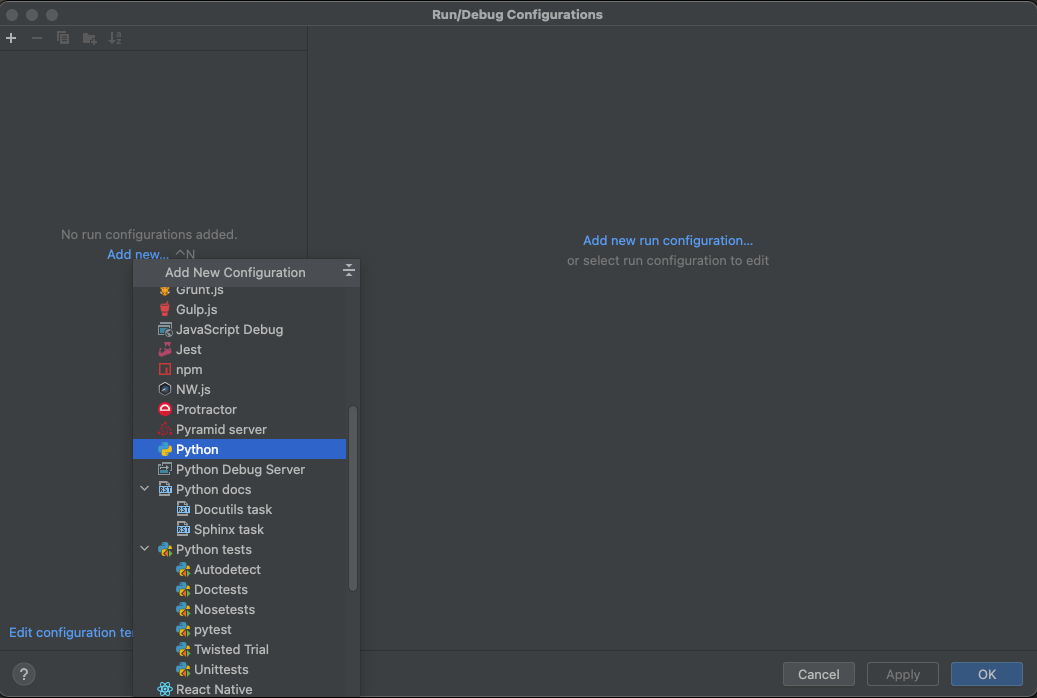 Run/Debug Configurations
No run configurations added.
Add new... ⌃N
Add new run configuration...
or select run configuration to edit
Add New Configuration
Grunt.js
Gulp.js
JavaScript Debug
Jest
npm
NW.js
Protractor
Pyramid server
Python
Python Debug Server
Python docs
Docutils task
Sphinx task
Python tests
Autodetect
Doctests
Nosetests
pytest
Twisted Trial
Unittests
React Native
Edit configuration
?
Cancel
Apply
OK